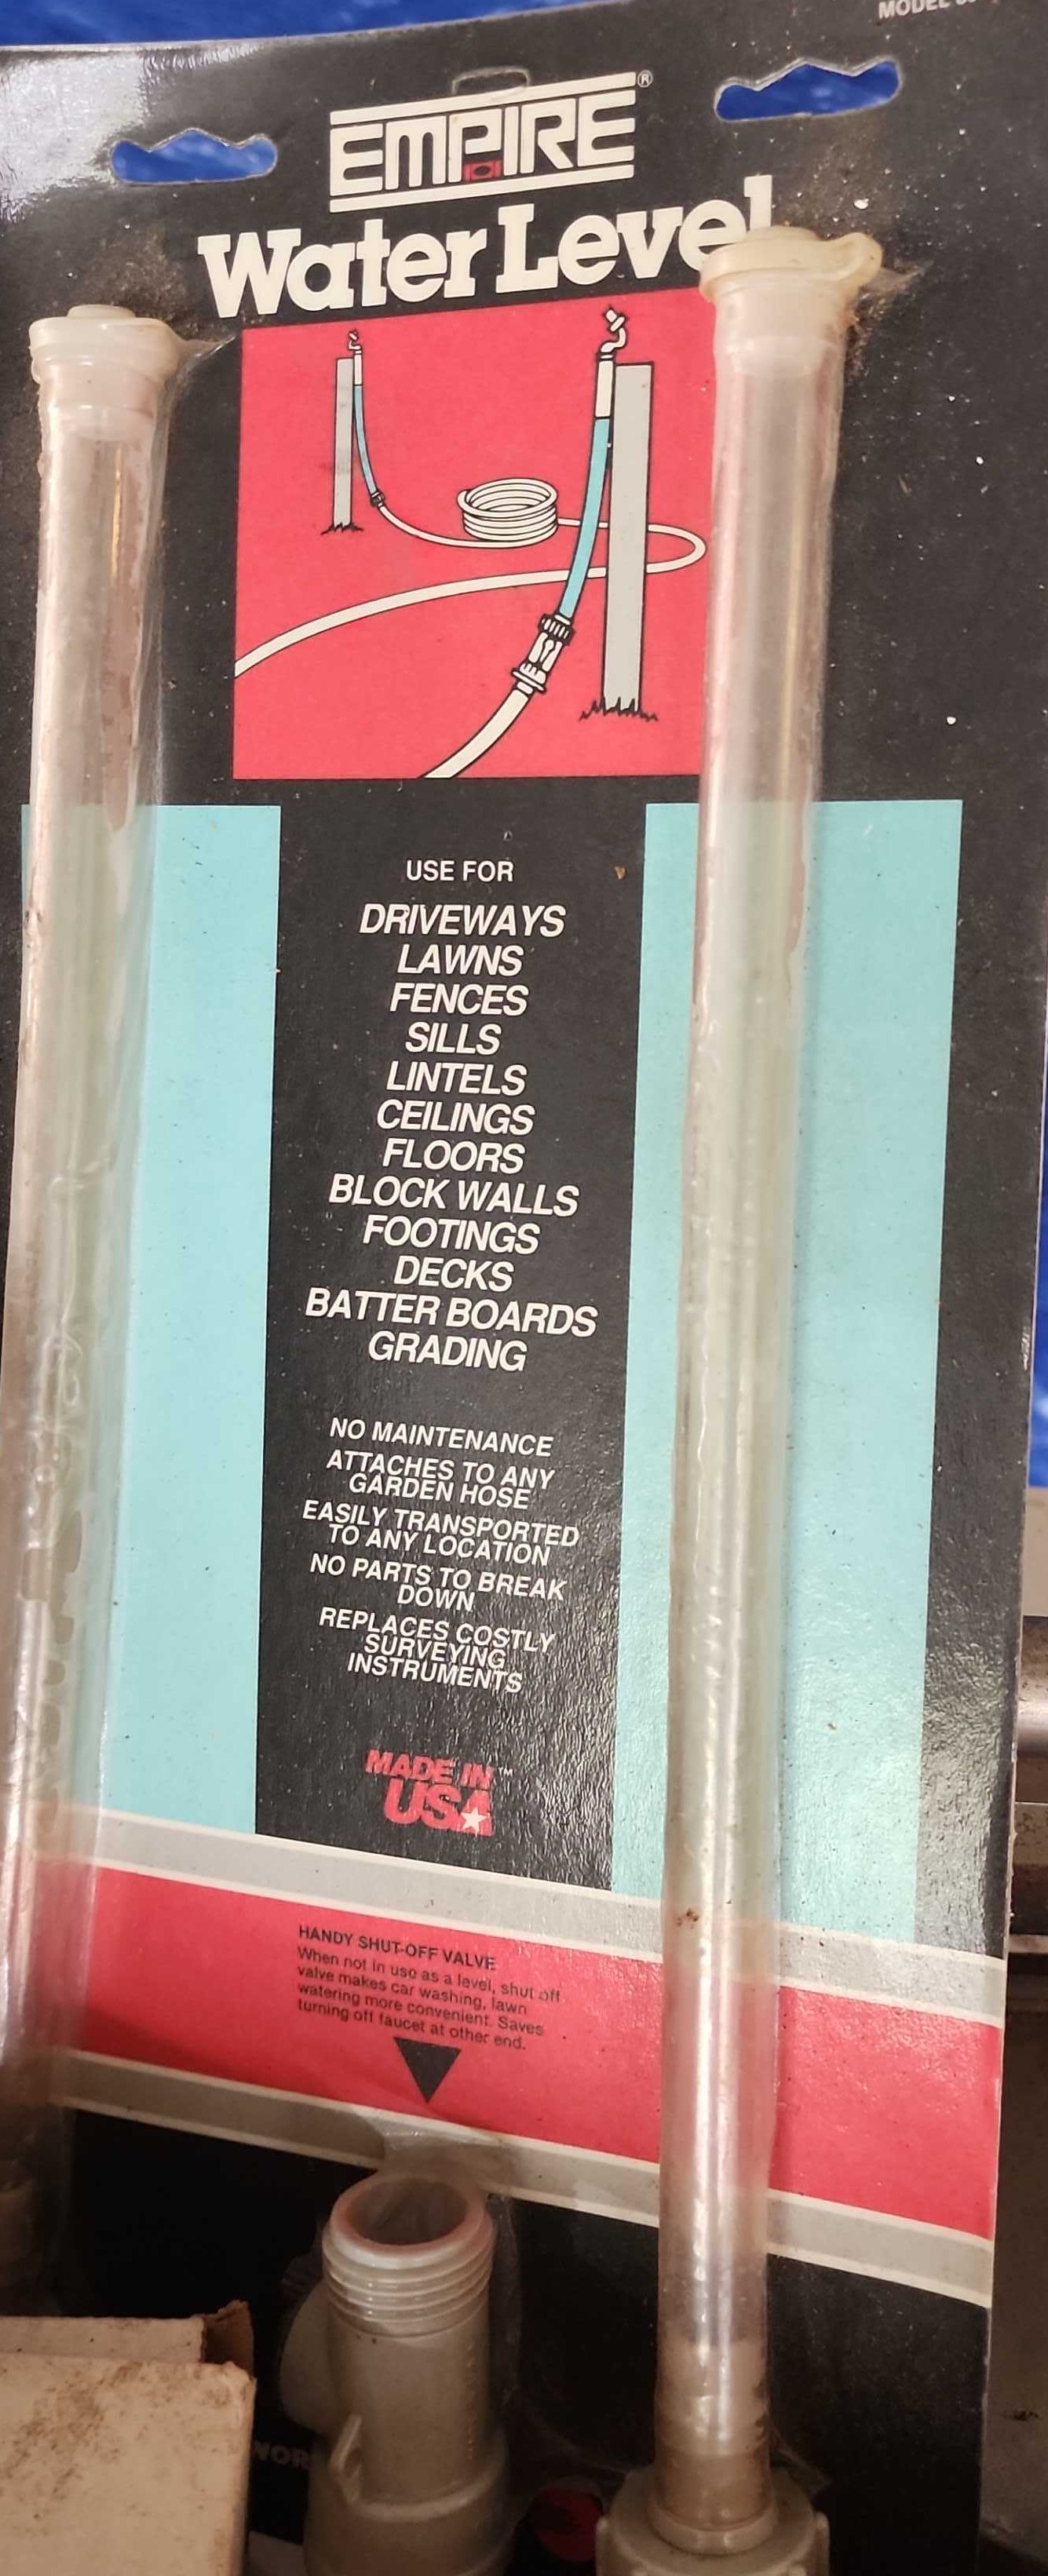 MODEL
EMPIRE®
Water Level
USE FOR
DRIVEWAYS
LAWNS
FENCES
SILLS
LINTELS
CEILINGS
FLOORS
BLOCK WALLS
FOOTINGS
DECKS
BATTER BOARDS
GRADING
NO MAINTENANCE
ATTACHES TO ANY
GARDEN HOSE
EASILY TRANSPORTED
TO ANY LOCATION
NO PARTS TO BREAK
DOWN
REPLACES COSTLY
SURVEYING
INSTRUMENTS
MADE IN™
USA
HANDY SHUT-OFF VALVE
When not in use as a level, shut off
valve makes car washing, lawn
watering more convenient. Saves
turning off faucet at other end.